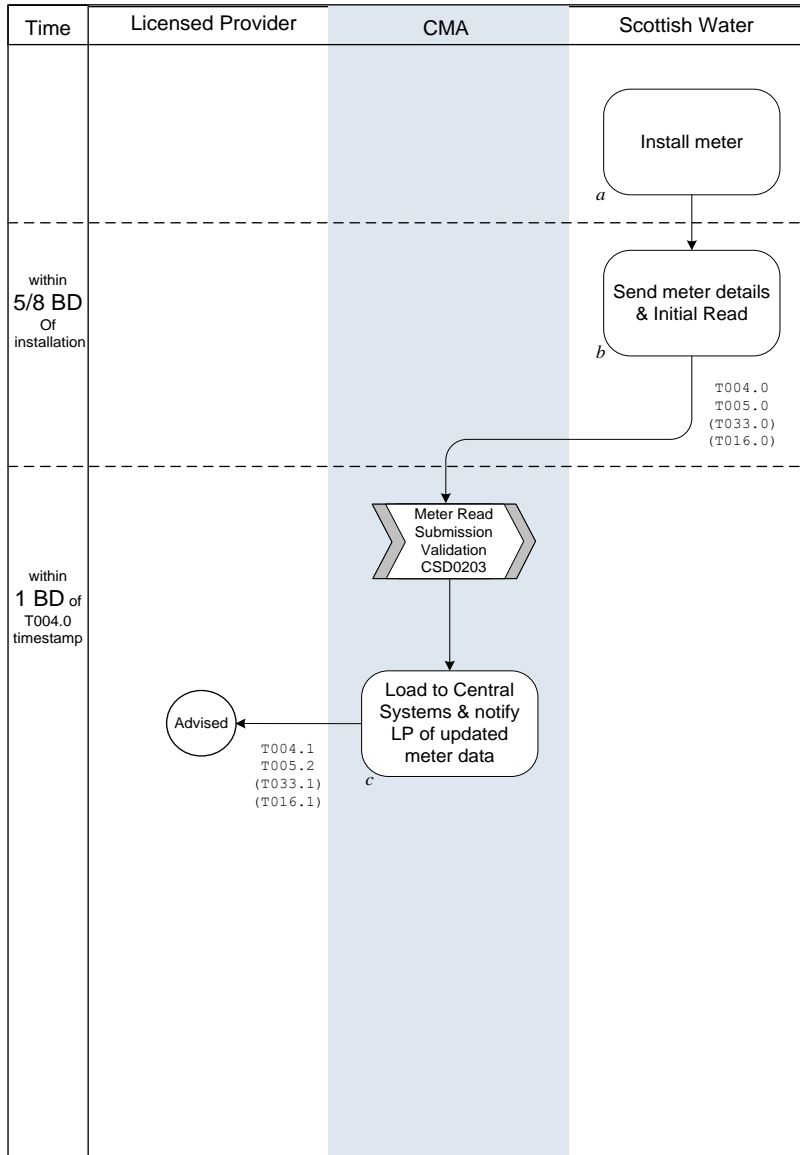 Time
Licensed Provider
CMA
Scottish Water
Install meter
a
within
5/8 BD
Of
installation
Send meter details
& Initial Read
b
T004.0
T005.0
(T033.0)
(T016.0)
Meter Read
Submission
Validation
CSD0203
within
1 BD of
T004.0
timestamp
Load to Central
Systems & notify
LP of updated
meter data
c
Advised
T004.1
T005.2
(T033.1)
(T016.1)